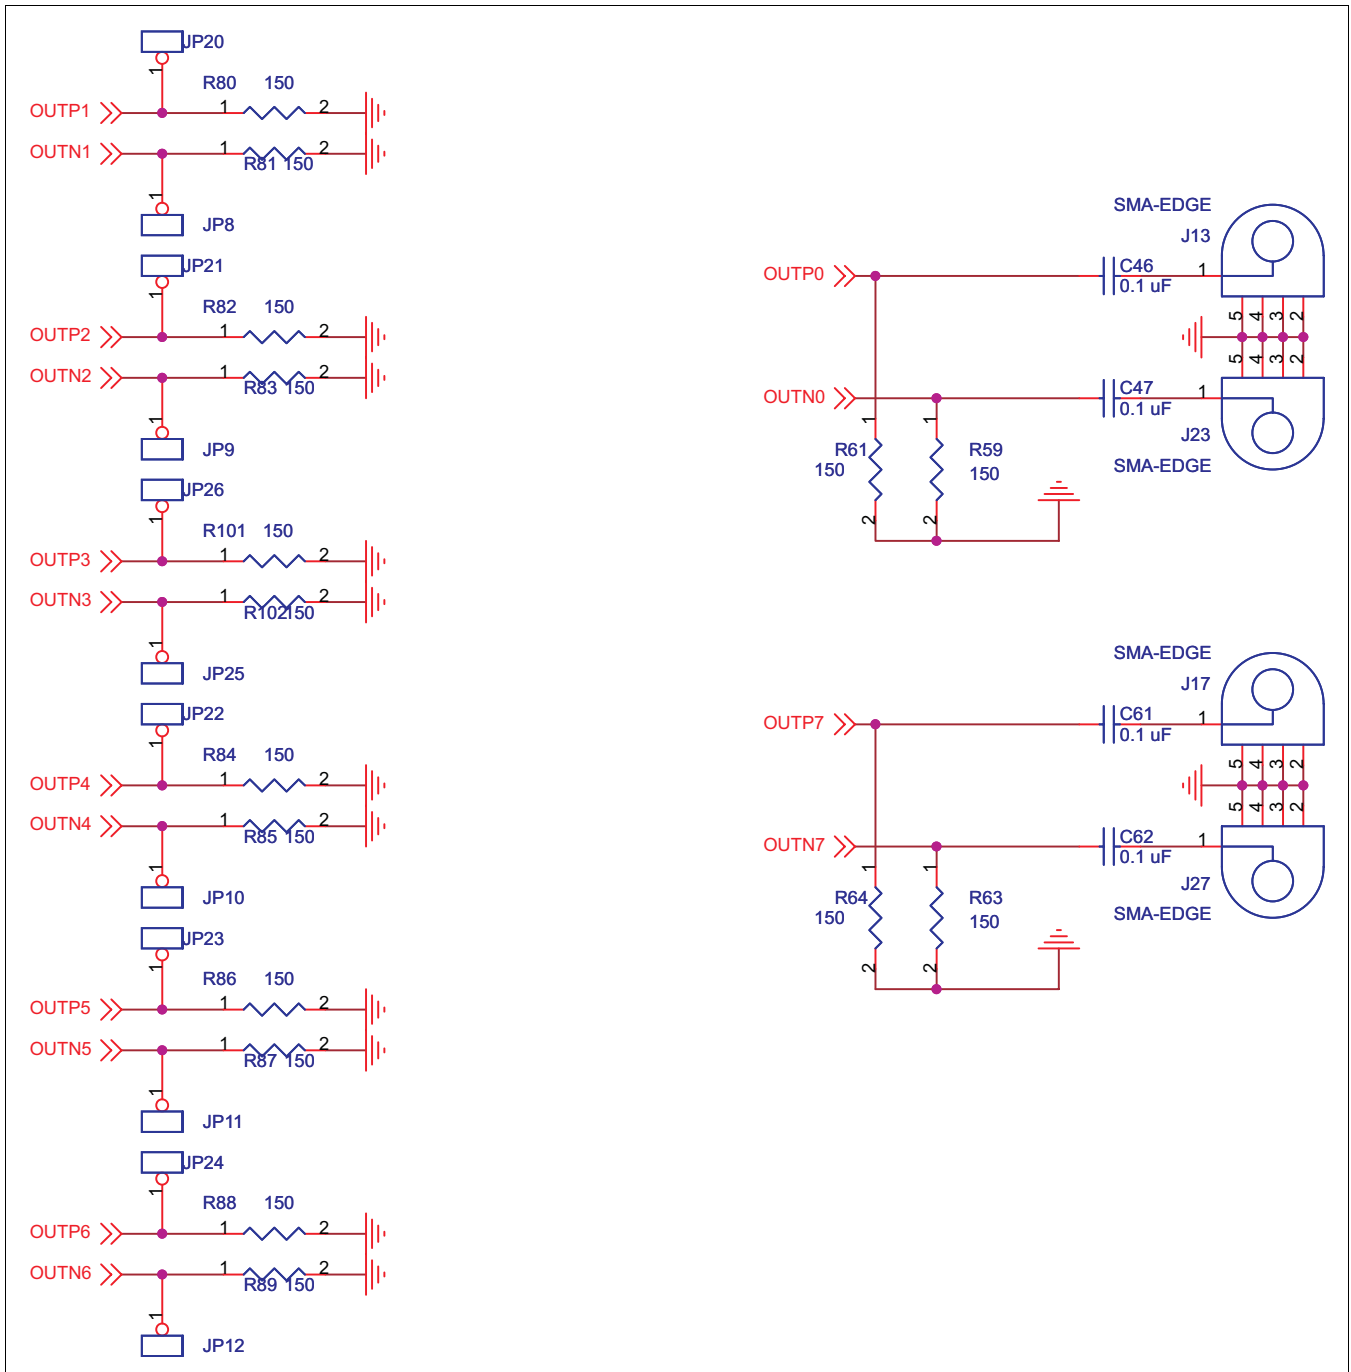 JP20
1
R80 150
OUTP1 1 2
OUTN1 1 2
R81 150
1
JP8
JP21
1
R82 150
OUTP2 1 2
OUTN2 1 2
R83 150
1
JP9
JP26
1
R101 150
OUTP3 1 2
OUTN3 1 2
R102 150
1
JP25
JP22
1
R84 150
OUTP4 1 2
OUTN4 1 2
R85 150
1
JP10
JP23
1
R86 150
OUTP5 1 2
OUTN5 1 2
R87 150
1
JP11
JP24
1
R88 150
OUTP6 1 2
OUTN6 1 2
R89 150
1
JP12
SMA-EDGE
J13
OUTP0 C46 1
0.1 uF
5 4 3 2
5 4 3 2
OUTN0 C47 1
0.1 uF
1 1
J23
R61 R59
150 150
SMA-EDGE
2 2
SMA-EDGE
J17
OUTP7 C61 1
0.1 uF
5 4 3 2
5 4 3 2
OUTN7 C62 1
0.1 uF
1 1
J27
R64 R63
150 150
SMA-EDGE
2 2